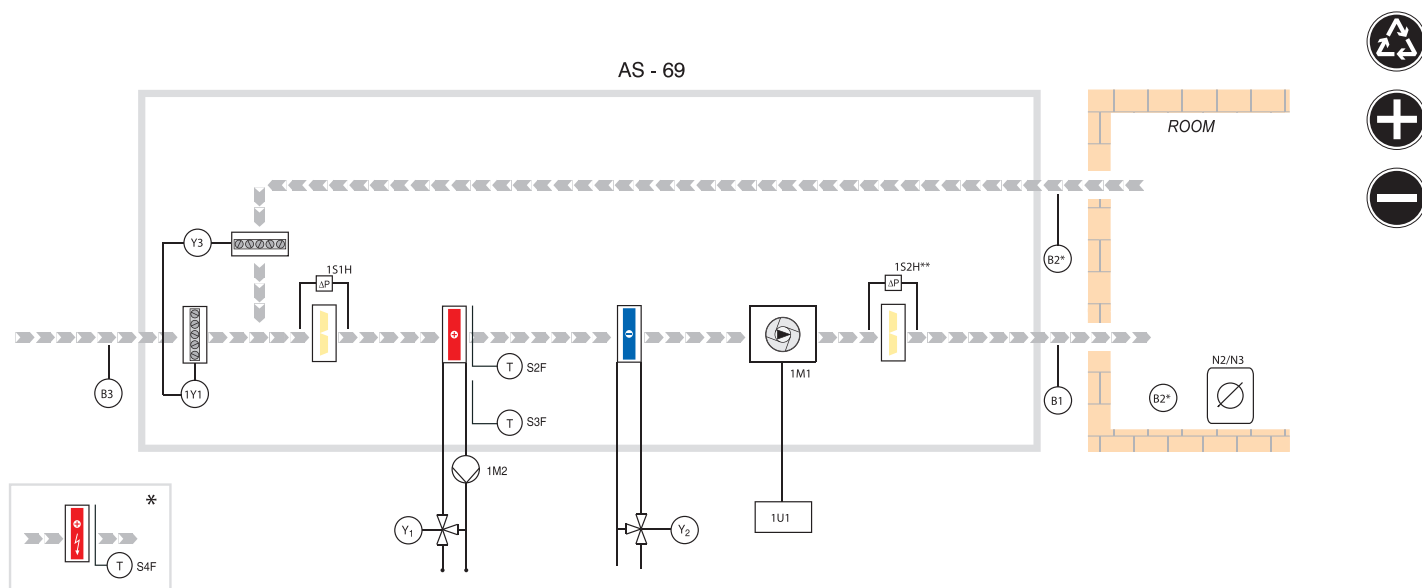 AS - 69
ROOM
Y3
1S1H
ΔP
1S2H**
ΔP
B2*
B3
1Y1
T S2F
T S3F
1M1
B1
N2/N3
B2*
1M2
Y1
1U1
Y2
*
T S4F